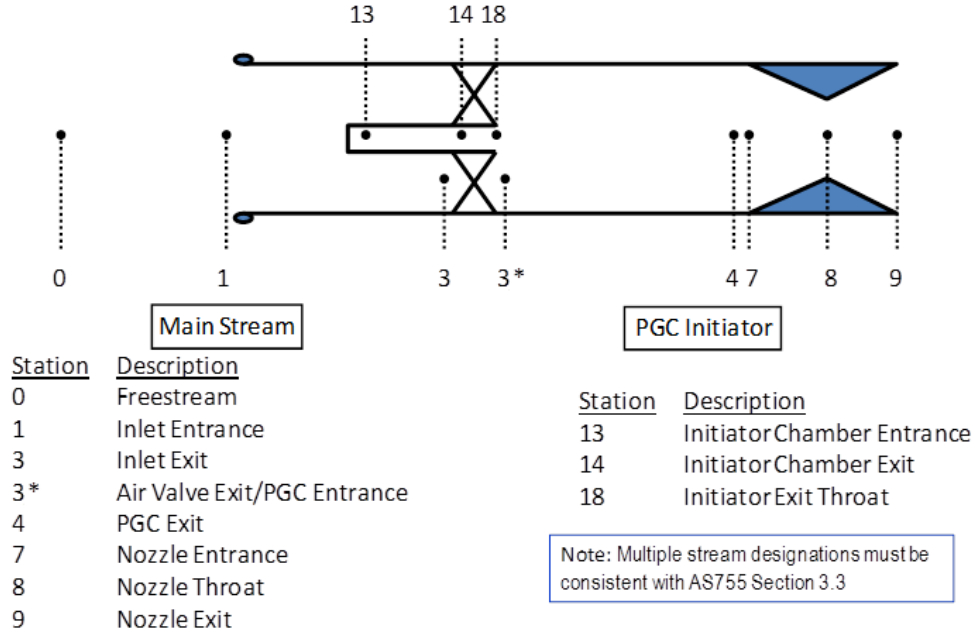 13 14 18
0 1 3 3* 4 7 8 9
Main Stream
PGC Initiator
Station Description
0 Freestream
1 Inlet Entrance
3 Inlet Exit
3* Air Valve Exit/PGC Entrance
4 PGC Exit
7 Nozzle Entrance
8 Nozzle Throat
9 Nozzle Exit
Station Description
13 Initiator Chamber Entrance
14 Initiator Chamber Exit
18 Initiator Exit Throat
Note: Multiple stream designations must be
consistent with AS755 Section 3.3